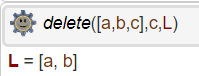 delete([a,b,c],c,L)
L = [a, b]